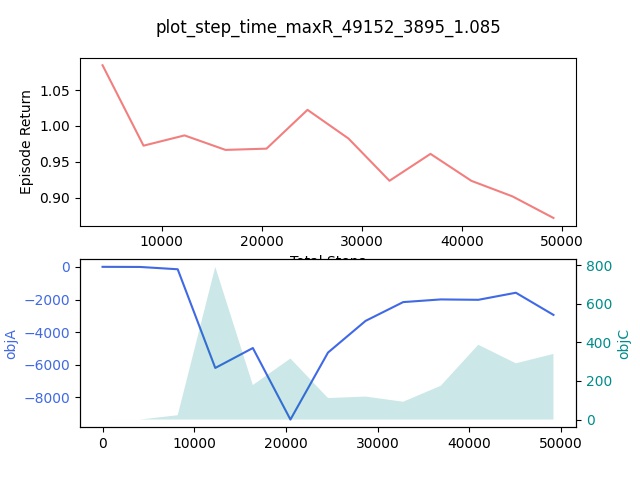 plot_step_time_maxR_49152_3895_1.085
Episode Return
1.05
1.00
0.95
0.90
10000 20000 30000 40000 50000
Total Steps
objA
0
−2000
−4000
−6000
−8000
800
600
400
200
0
objC
0 10000 20000 30000 40000 50000